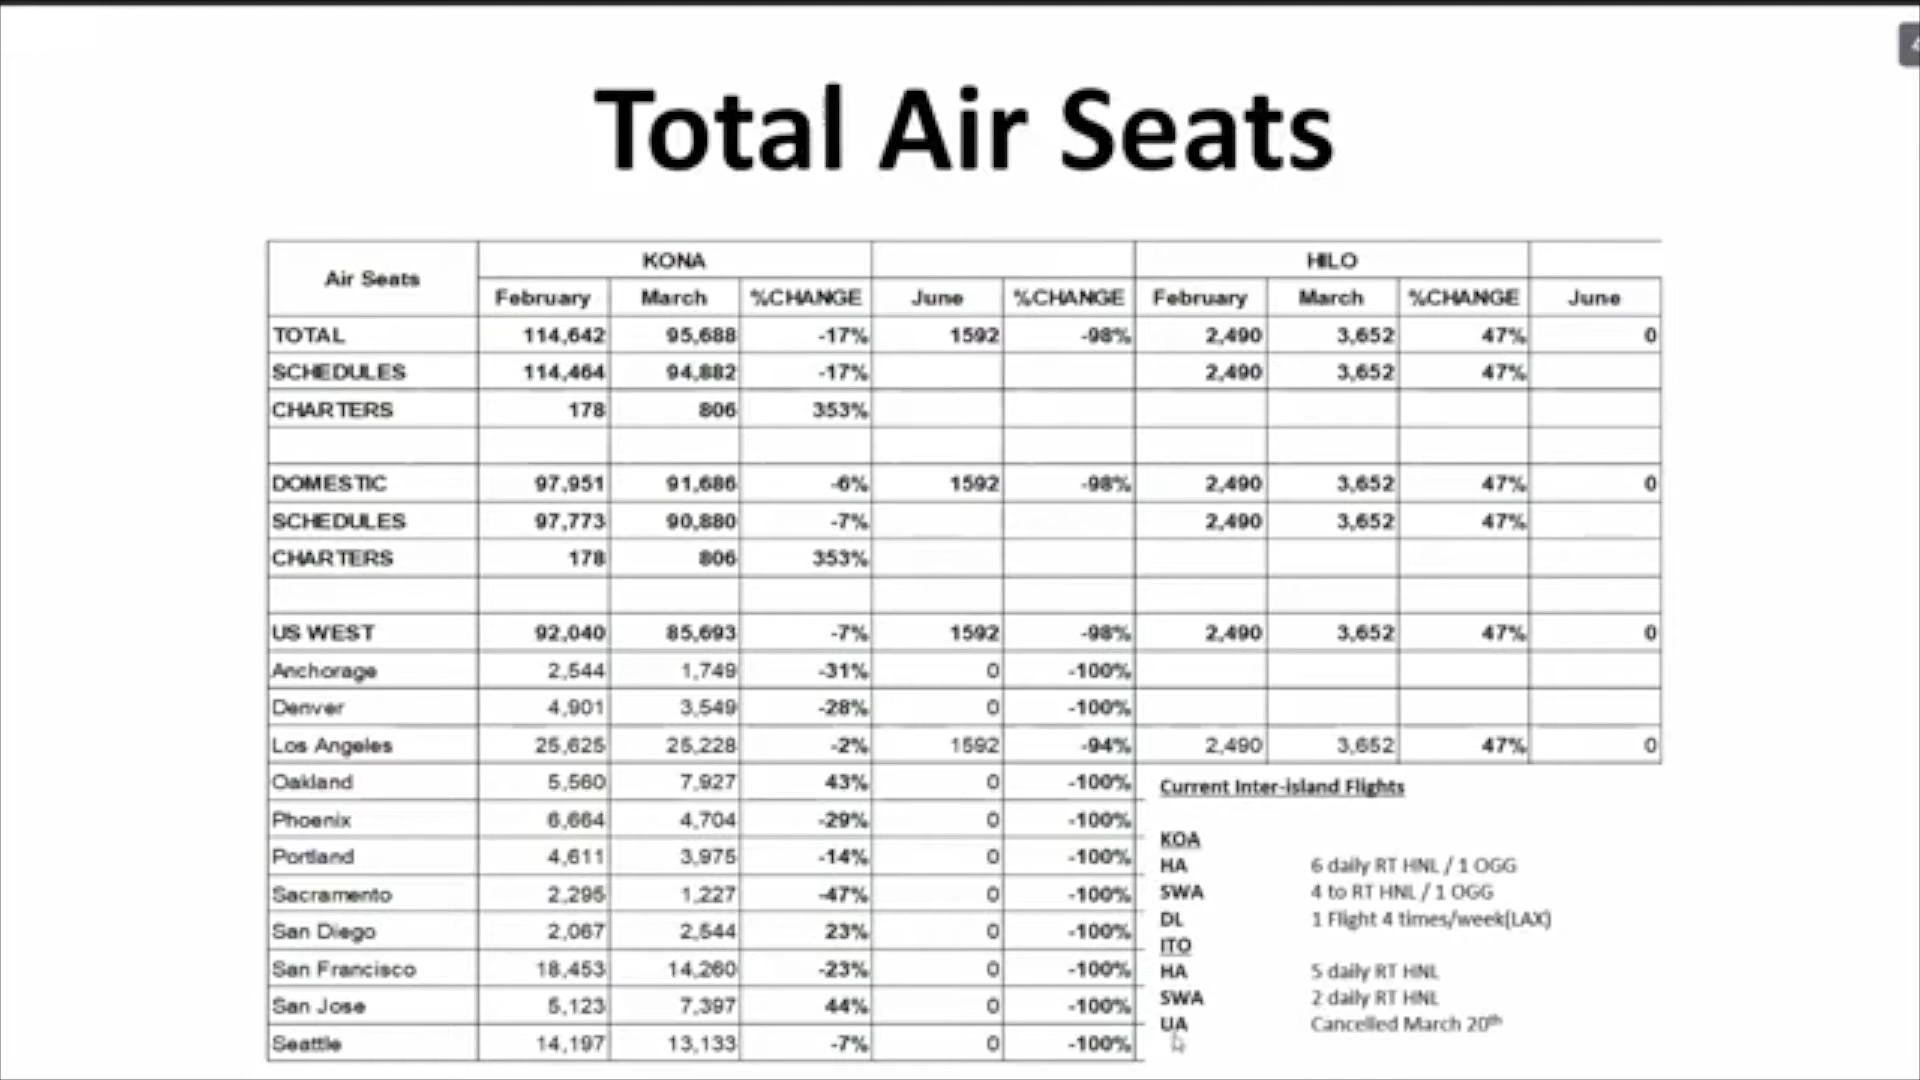 Total Air Seats
Air Seats KONA HILO
February March %CHANGE June %CHANGE February March %CHANGE June
TOTAL 114,642 95,688 -17% 1592 -98% 2,490 3,652 47% 0
SCHEDULES 114,464 94,882 -17% 2,490 3,652 47%
CHARTERS 178 806 353%
DOMESTIC 97,951 91,686 -6% 1592 -98% 2,490 3,652 47% 0
SCHEDULES 97,773 90,880 -7% 2,490 3,652 47%
CHARTERS 178 806 353%
US WEST 92,040 85,693 -7% 1592 -98% 2,490 3,652 47% 0
Anchorage 2,544 1,749 -31% 0 -100%
Denver 4,901 3,549 -28% 0 -100%
Los Angeles 25,625 25,228 -2% 1592 -94% 2,490 3,652 47% 0
Oakland 5,560 7,927 43% 0 -100%
Phoenix 6,664 4,704 -29% 0 -100%
Portland 4,611 3,975 -14% 0 -100%
Sacramento 2,295 1,227 -47% 0 -100%
San Diego 2,067 2,544 23% 0 -100%
San Francisco 18,453 14,260 -23% 0 -100%
San Jose 5,123 7,397 44% 0 -100%
Seattle 14,197 13,133 -7% 0 -100%
Current Inter-island Flights
KOA
HA 6 daily RT HNL / 1 OGG
SWA 4 to RT HNL / 1 OGG
DL 1 Flight 4 times/week(LAX)
ITO
HA 5 daily RT HNL
SWA 2 daily RT HNL
UA Cancelled March 20th